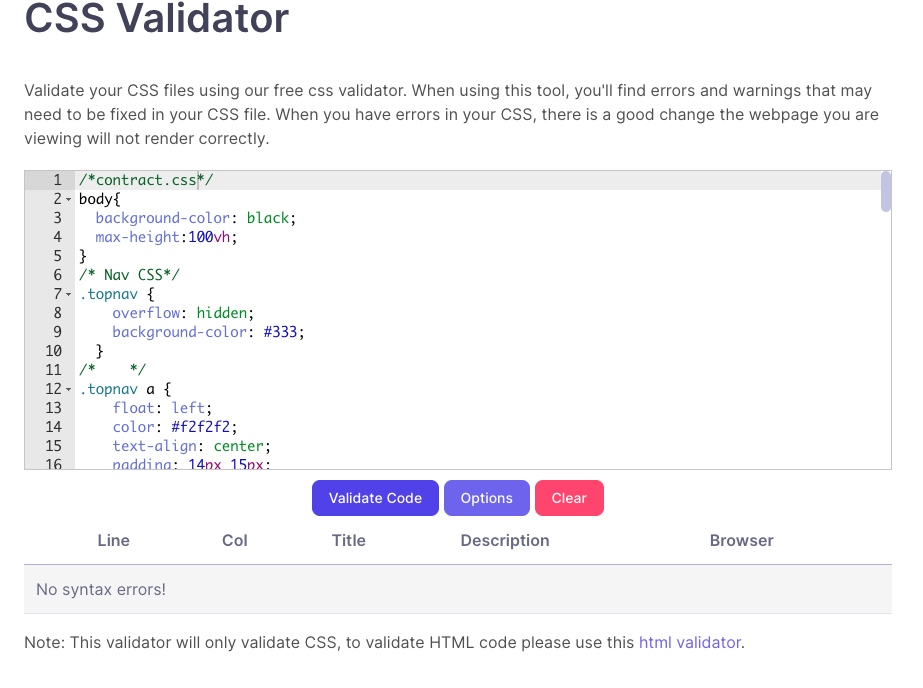 CSS Validator
Validate your CSS files using our free css validator. When using this tool, you'll find errors and warnings that may
need to be fixed in your CSS file. When you have errors in your CSS, there is a good change the webpage you are
viewing will not render correctly.
1 /*contract.css*/
2 body{
3 background-color: black;
4 max-height:100vh;
5 }
6 /* Nav CSS*/
7 .topnav {
8 overflow: hidden;
9 background-color: #333;
10 }
11 /*    */
12 .topnav a {
13 float: left;
14 color: #f2f2f2;
15 text-align: center;
16 padding: 14px 15px;
Validate Code Options Clear
Line Col Title Description Browser
No syntax errors!
Note: This validator will only validate CSS, to validate HTML code please use this html validator.